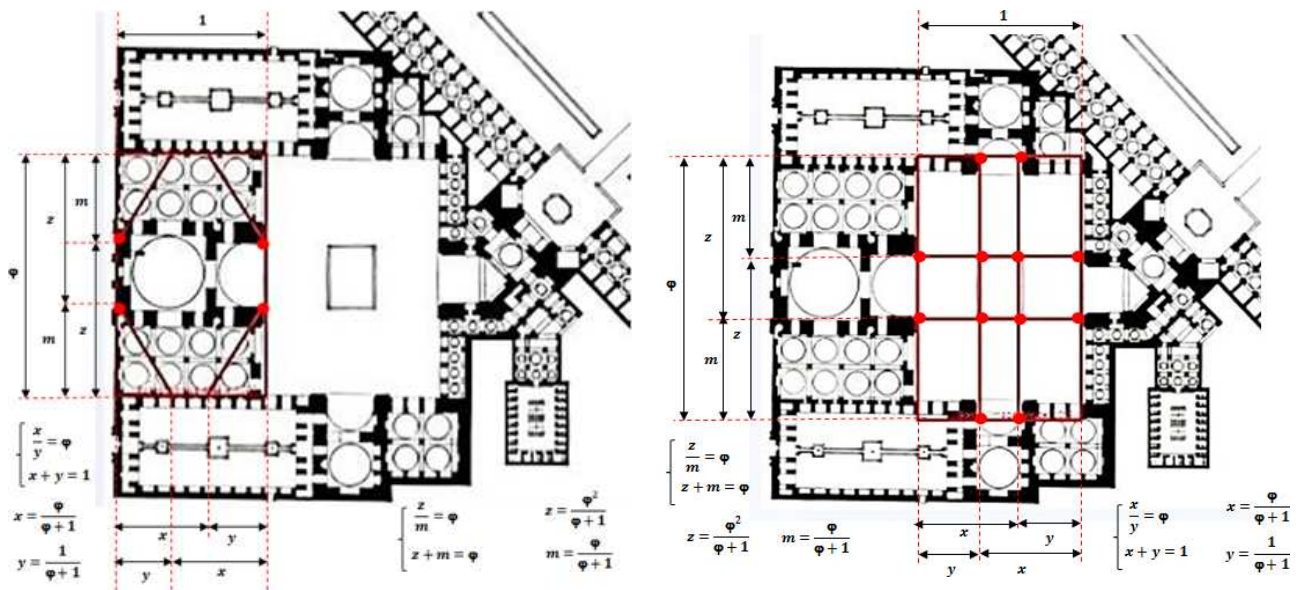 1
φ
z
m
m
z
x/y = φ
x + y = 1
x = φ/(φ + 1)
y = 1/(φ + 1)
x
y
y
x
z/m = φ
z + m = φ
z = φ²/(φ + 1)
m = φ/(φ + 1)
1
φ
z
m
m
z
z/m = φ
z + m = φ
z = φ²/(φ + 1)
m = φ/(φ + 1)
x
y
y
x
x/y = φ
x + y = 1
x = φ/(φ + 1)
y = 1/(φ + 1)